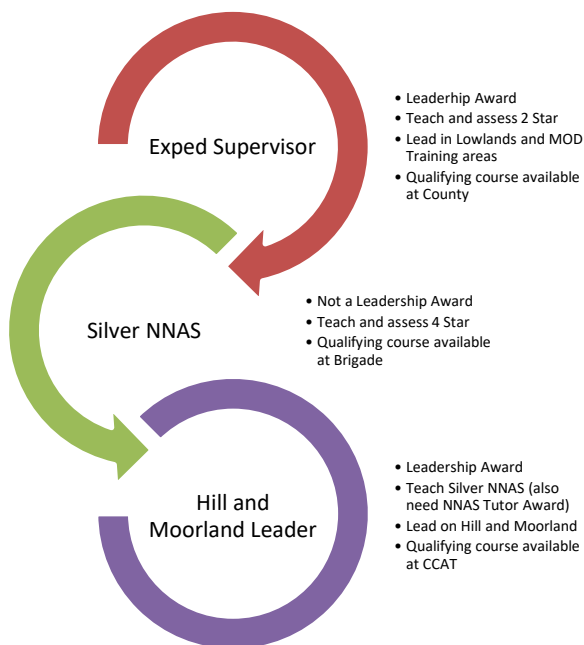 Exped Supervisor
• Leaderhip Award
• Teach and assess 2 Star
• Lead in Lowlands and MOD
Training areas
• Qualifying course available
at County
Silver NNAS
• Not a Leadership Award
• Teach and assess 4 Star
• Qualifying course available
at Brigade
Hill and
Moorland Leader
• Leadership Award
• Teach Silver NNAS (also
need NNAS Tutor Award)
• Lead on Hill and Moorland
• Qualifying course available
at CCAT